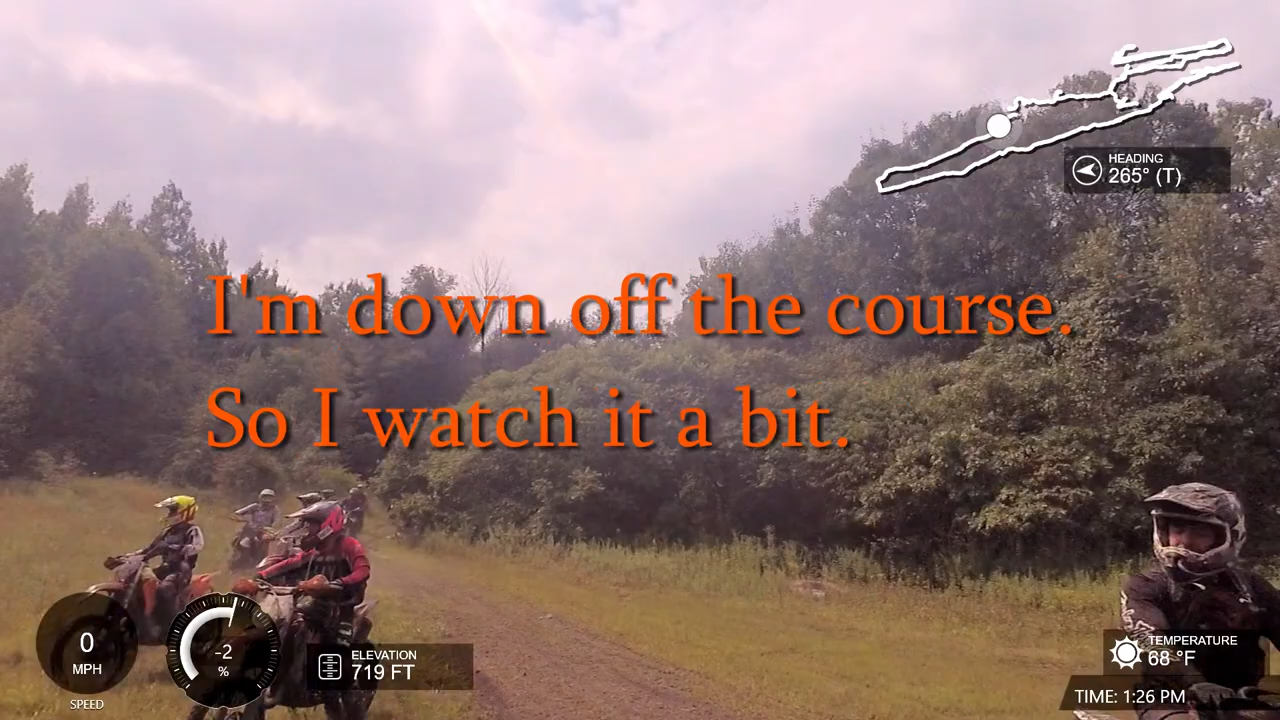 HEADING
265° (T)
I'm down off the course.
So I watch it a bit.
0
MPH
SPEED
-2
%
ELEVATION
719 FT
TEMPERATURE
68 °F
TIME: 1:26 PM